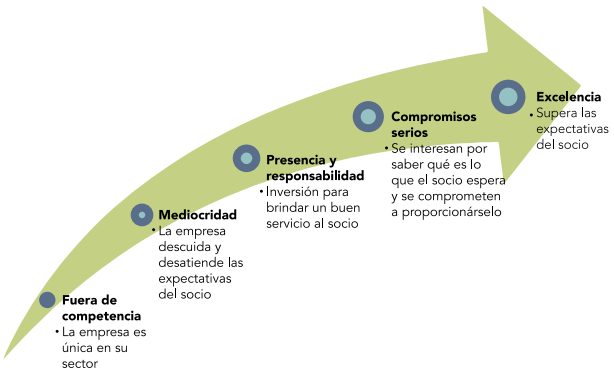 Fuera de
competencia
• La empresa es
única en su
sector
Mediocridad
• La empresa
descuida y
desatiende las
expectativas
del socio
Presencia y
responsabilidad
• Inversión para
brindar un buen
servicio al socio
Compromisos
serios
• Se interesan por
saber qué es lo
que el socio espera
y se comprometen
a proporcionárselo
Excelencia
• Supera las
expectativas
del socio